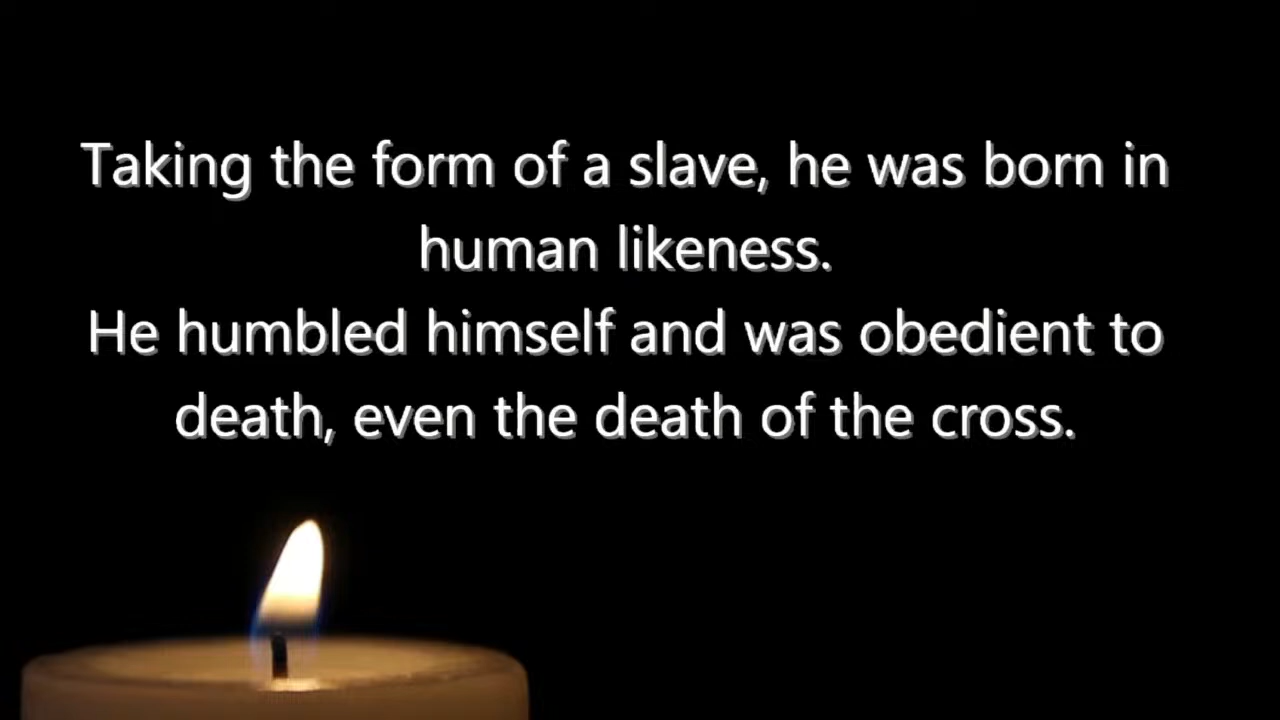 Taking the form of a slave, he was born in
human likeness.
He humbled himself and was obedient to
death, even the death of the cross.